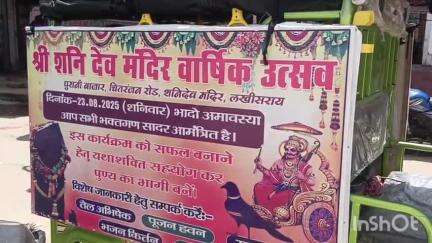 श्री शनि देव मंदिर वार्षिक उत्सव
पुरानी बाजार, चितरंजन रोड, शनिदेव मंदिर, लखीसराय
दिनांक-23.08.2025 (शनिवार) भादो अमावस्या
आप सभी भक्तगण सादर आमंत्रित है।
इस कार्यक्रम को सफल बनाने
हेतु यथाशक्ति सहयोग कर
पुण्य का भागी बनें।
विशेष जानकारी हेतु सम्पर्क करें:-
तेल अभिषेक
पूजन हवन
भजन किर्तन
InShOt